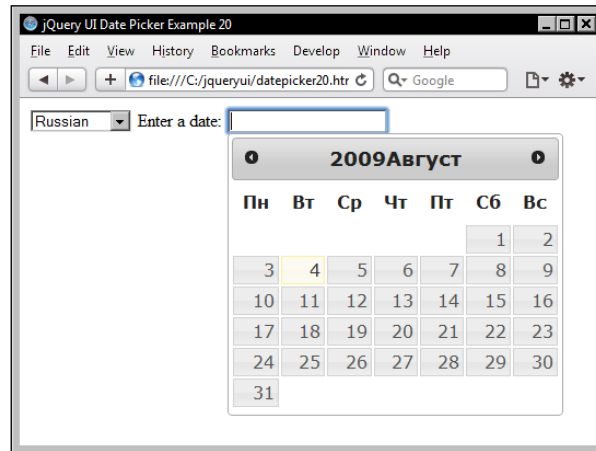 jQuery UI Date Picker Example 20
File Edit View History Bookmarks Develop Window Help
file:///C:/jqueryui/datepicker20.htr Google
Russian Enter a date:
2009Август
Пн Вт Ср Чт Пт Сб Вс
1 2
3 4 5 6 7 8 9
10 11 12 13 14 15 16
17 18 19 20 21 22 23
24 25 26 27 28 29 30
31